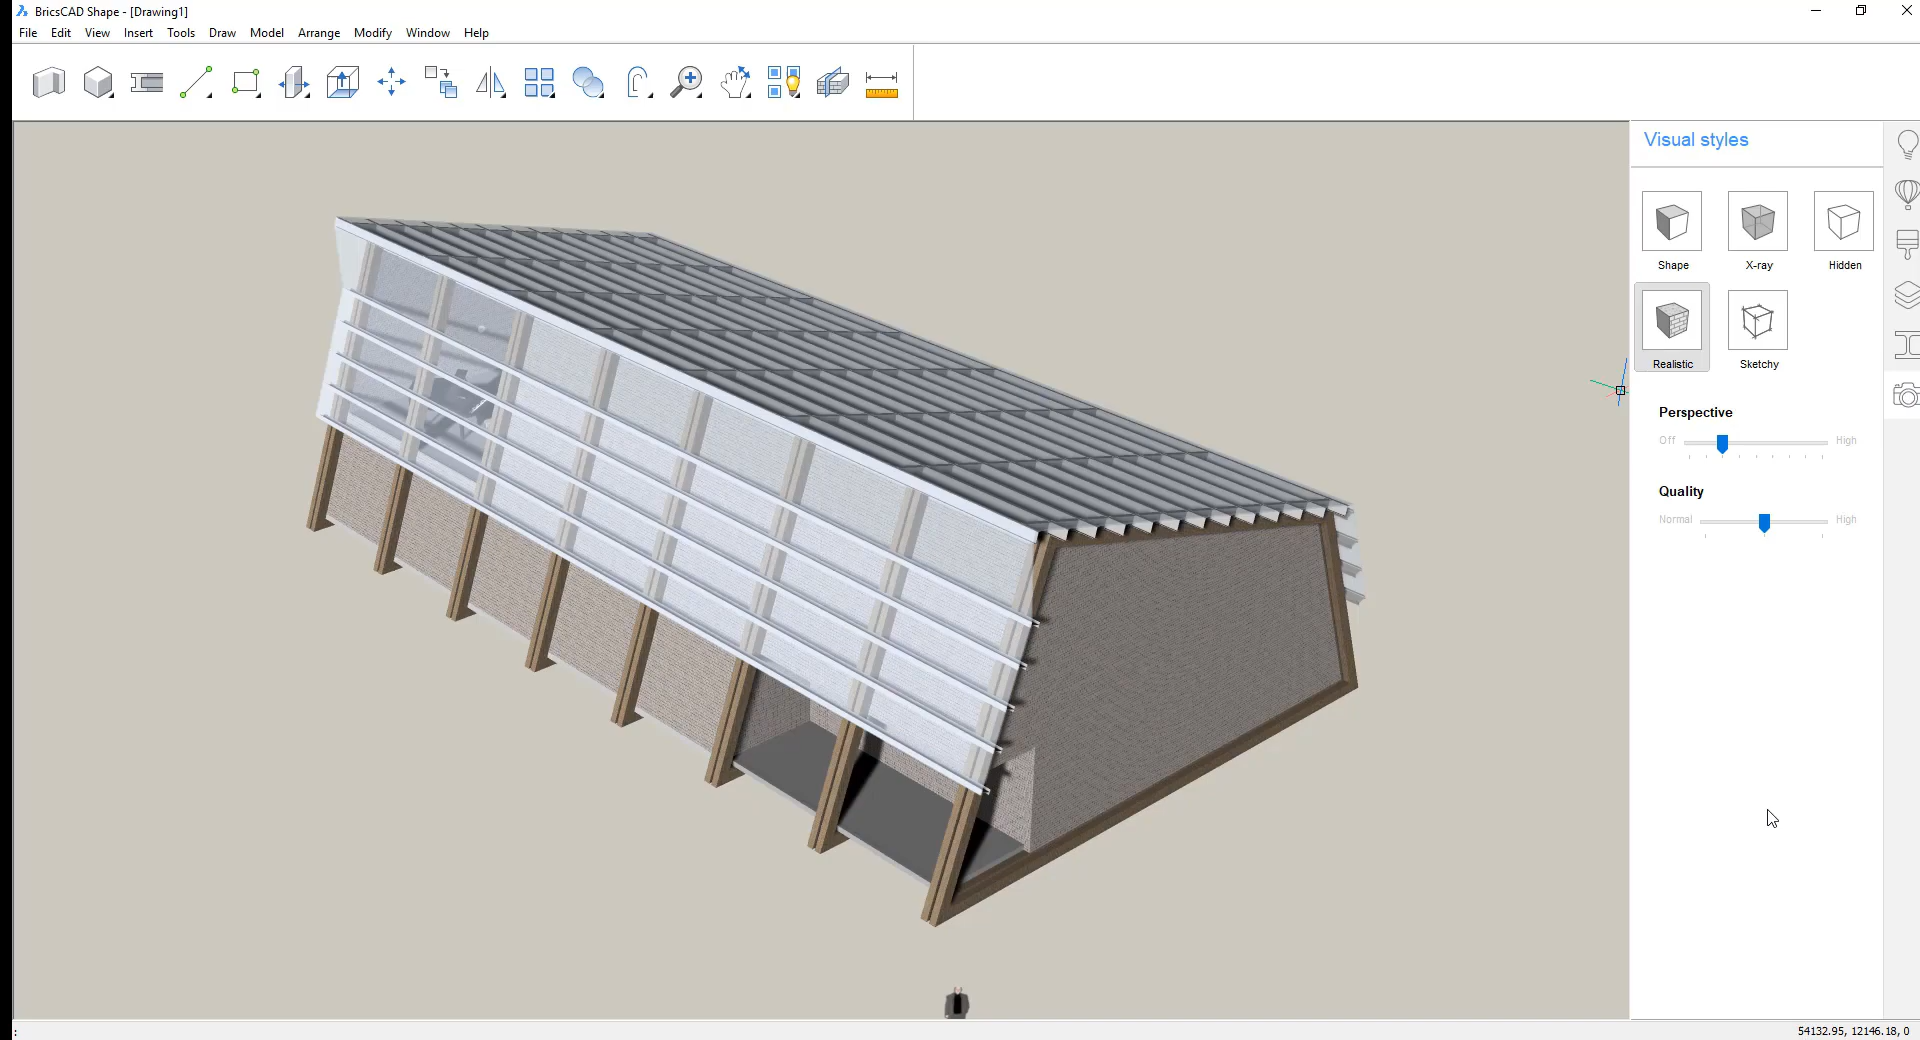 BricsCAD Shape - [Drawing1]
File Edit View Insert Tools Draw Model Arrange Modify Window Help
Visual styles
Shape X-ray Hidden
Realistic Sketchy
Perspective
Off High
Quality
Normal High
:
54132.95, 12146.18, 0